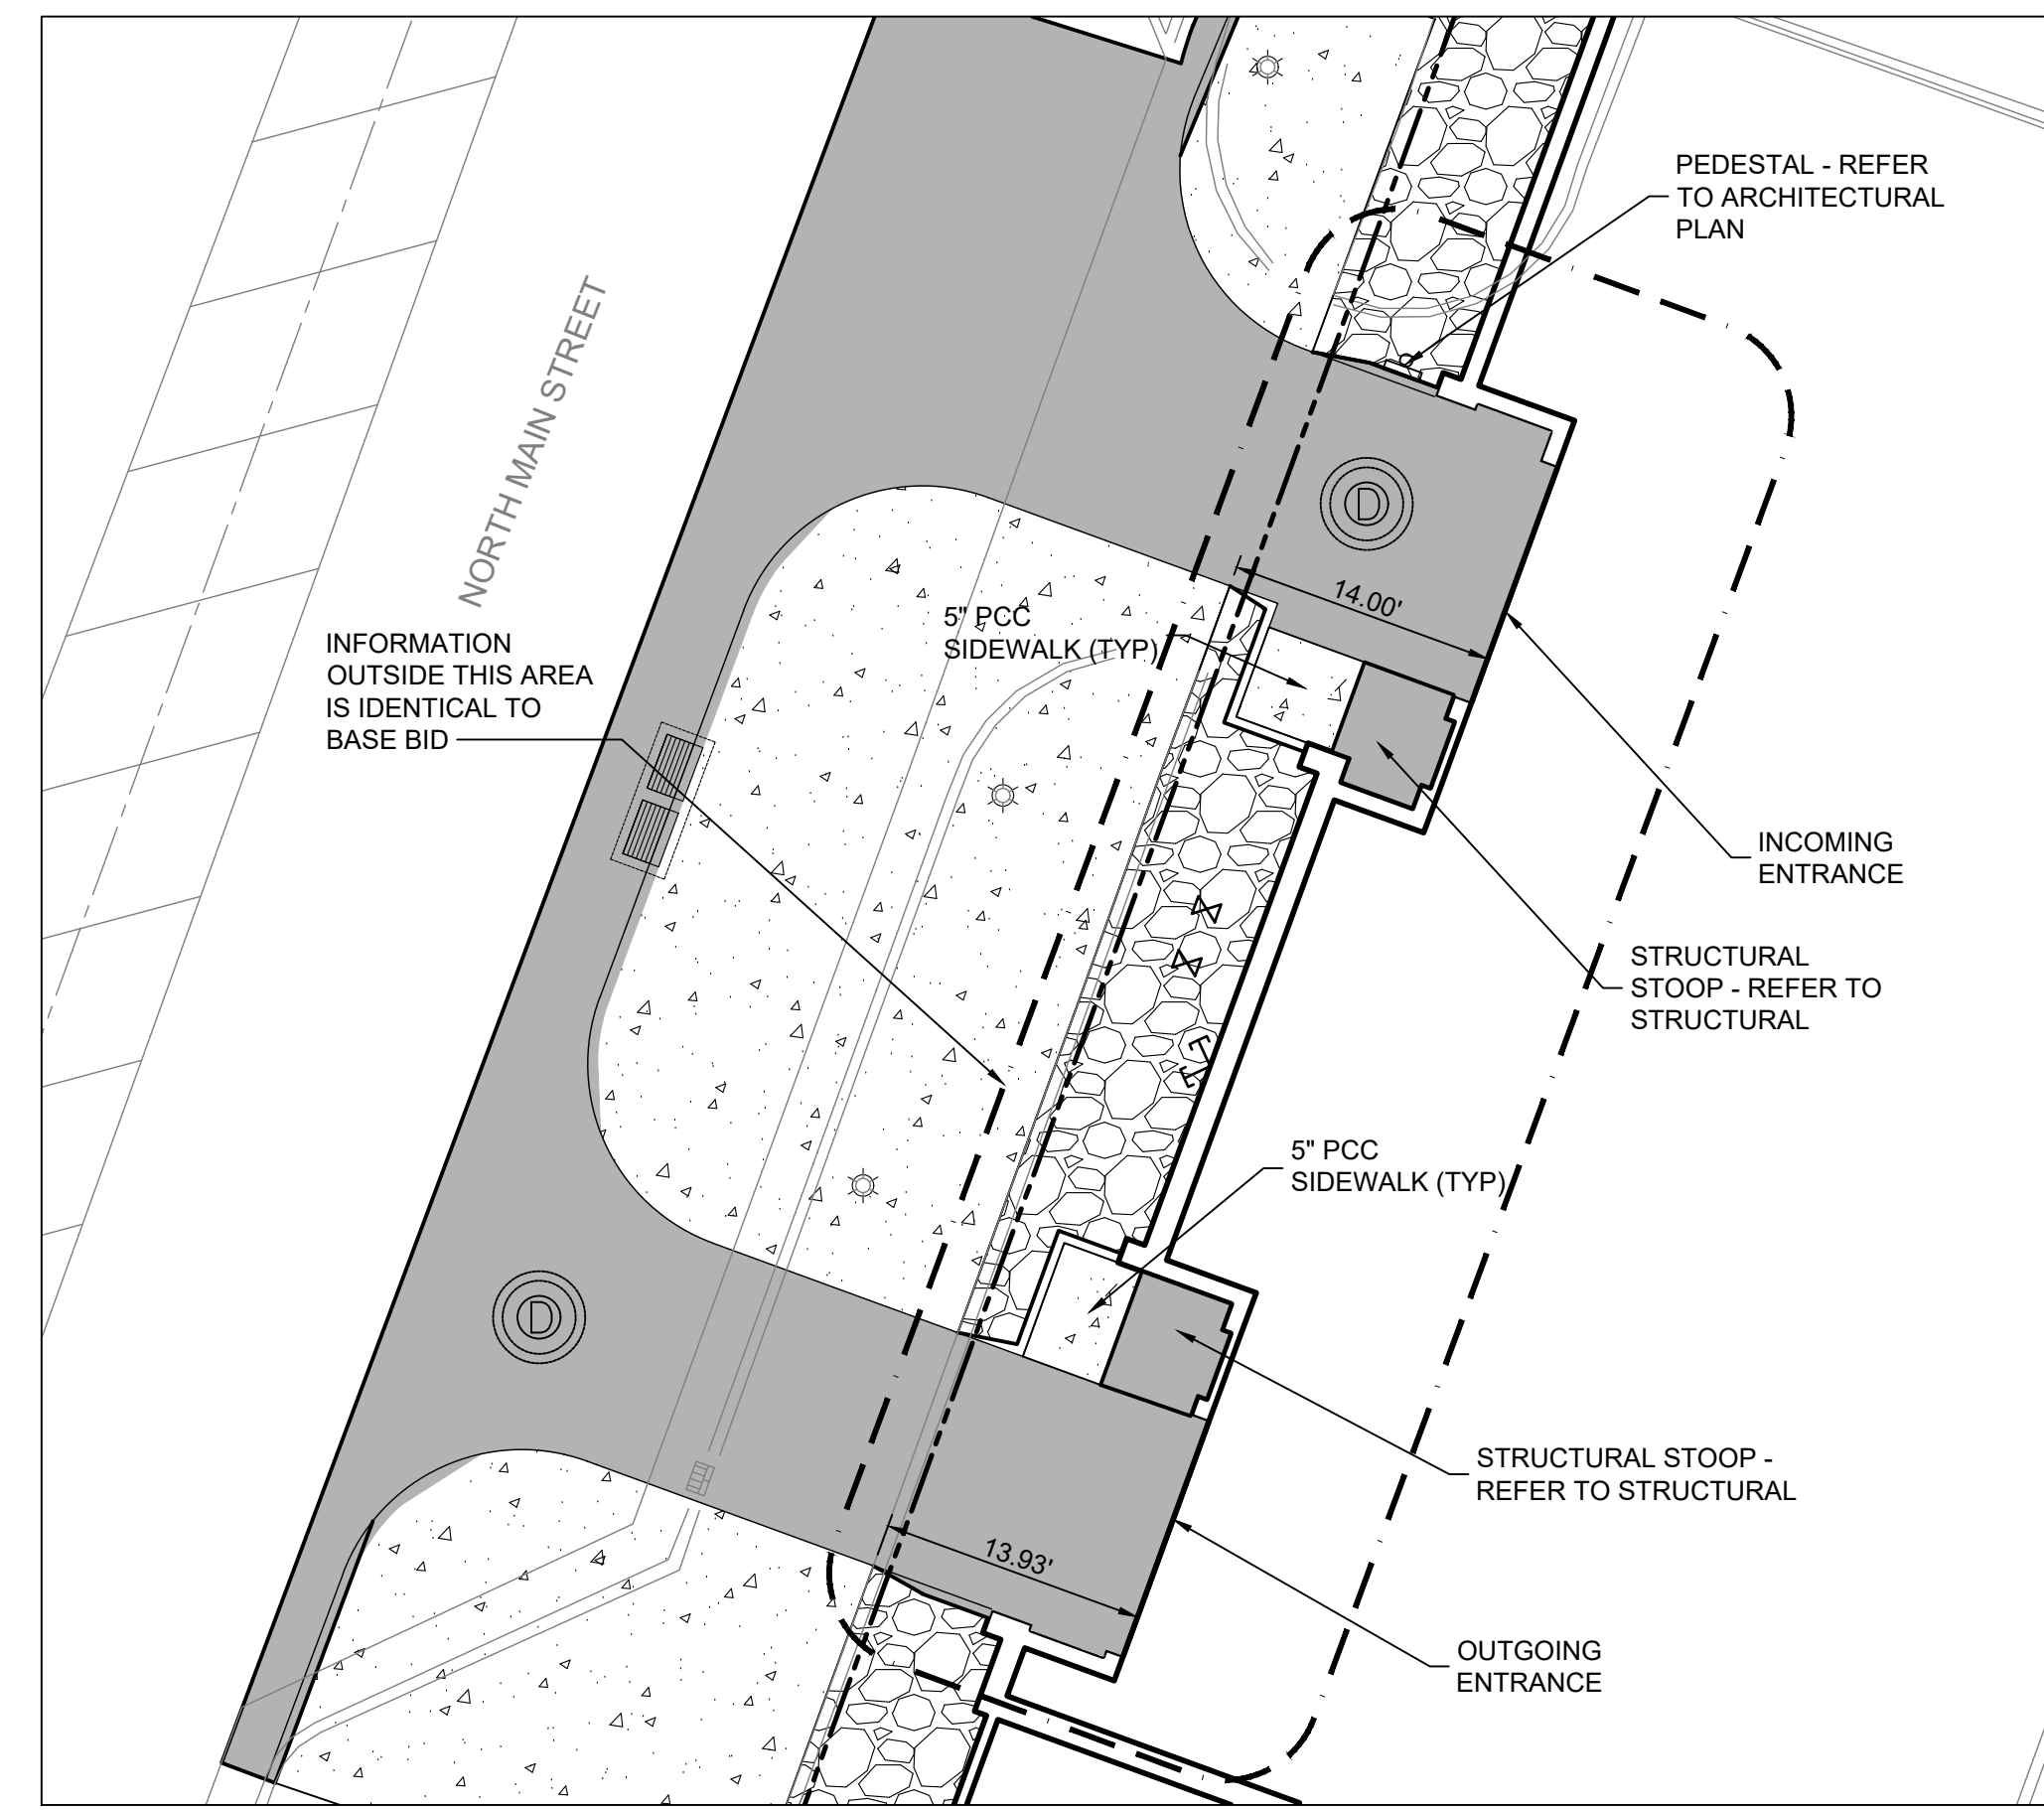 PEDESTAL - REFER
TO ARCHITECTURAL
PLAN
NORTH MAIN STREET
D
14.00'
5" PCC
SIDEWALK (TYP)
INFORMATION
OUTSIDE THIS AREA
IS IDENTICAL TO
BASE BID
INCOMING
ENTRANCE
STRUCTURAL
STOOP - REFER TO
STRUCTURAL
5" PCC
SIDEWALK (TYP)
D
STRUCTURAL STOOP -
REFER TO STRUCTURAL
13.93'
OUTGOING
ENTRANCE